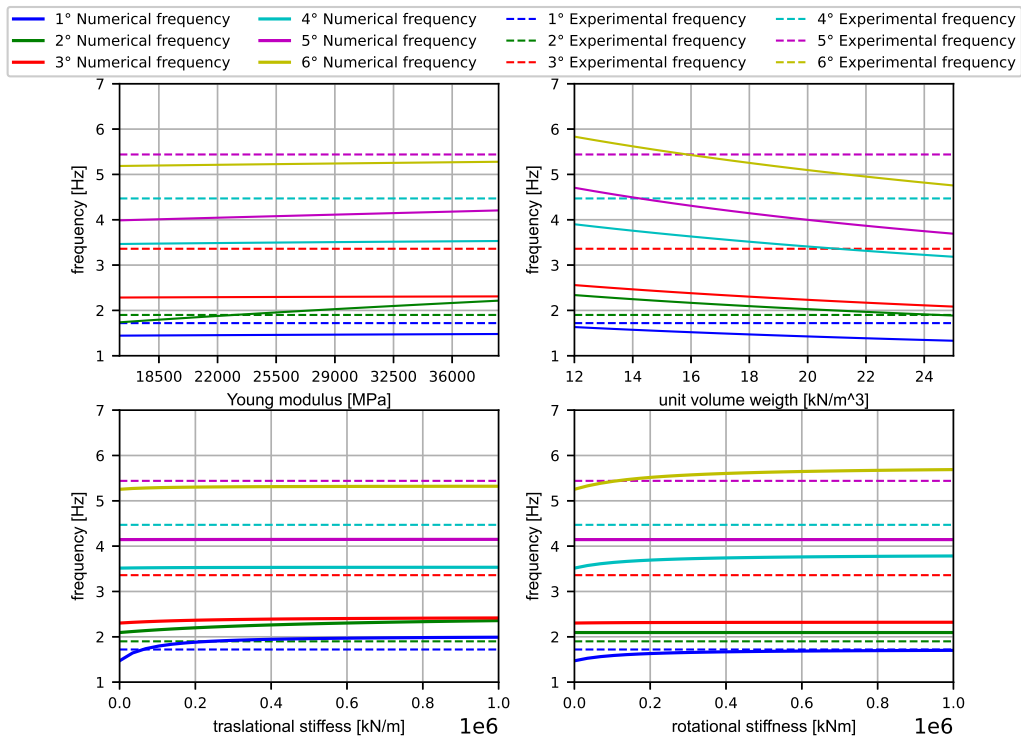 1° Numerical frequency 4° Numerical frequency 1° Experimental frequency 4° Experimental frequency
2° Numerical frequency 5° Numerical frequency 2° Experimental frequency 5° Experimental frequency
3° Numerical frequency 6° Numerical frequency 3° Experimental frequency 6° Experimental frequency
7
6
5
4
3
2
1
frequency [Hz]
18500 22000 25500 29000 32500 36000
Young modulus [MPa]
7
6
5
4
3
2
1
frequency [Hz]
12 14 16 18 20 22 24
unit volume weigth [kN/m^3]
7
6
5
4
3
2
1
frequency [Hz]
0.0 0.2 0.4 0.6 0.8 1.0
traslational stiffess [kN/m]
1e6
7
6
5
4
3
2
1
frequency [Hz]
0.0 0.2 0.4 0.6 0.8 1.0
rotational stiffness [kNm]
1e6